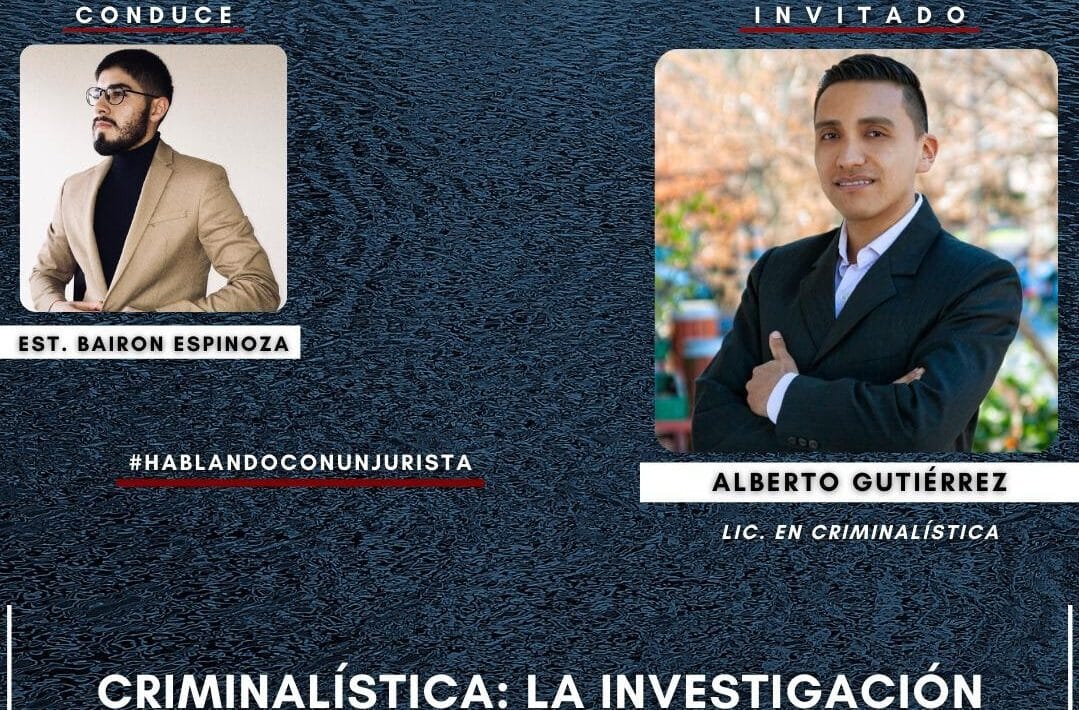 CONDUCE
INVITADO
EST. BAIRON ESPINOZA
#HABLANDOCONUNJURISTA
ALBERTO GUTIÉRREZ
LIC. EN CRIMINALÍSTICA
CRIMINALÍSTICA: LA INVESTIGACIÓN